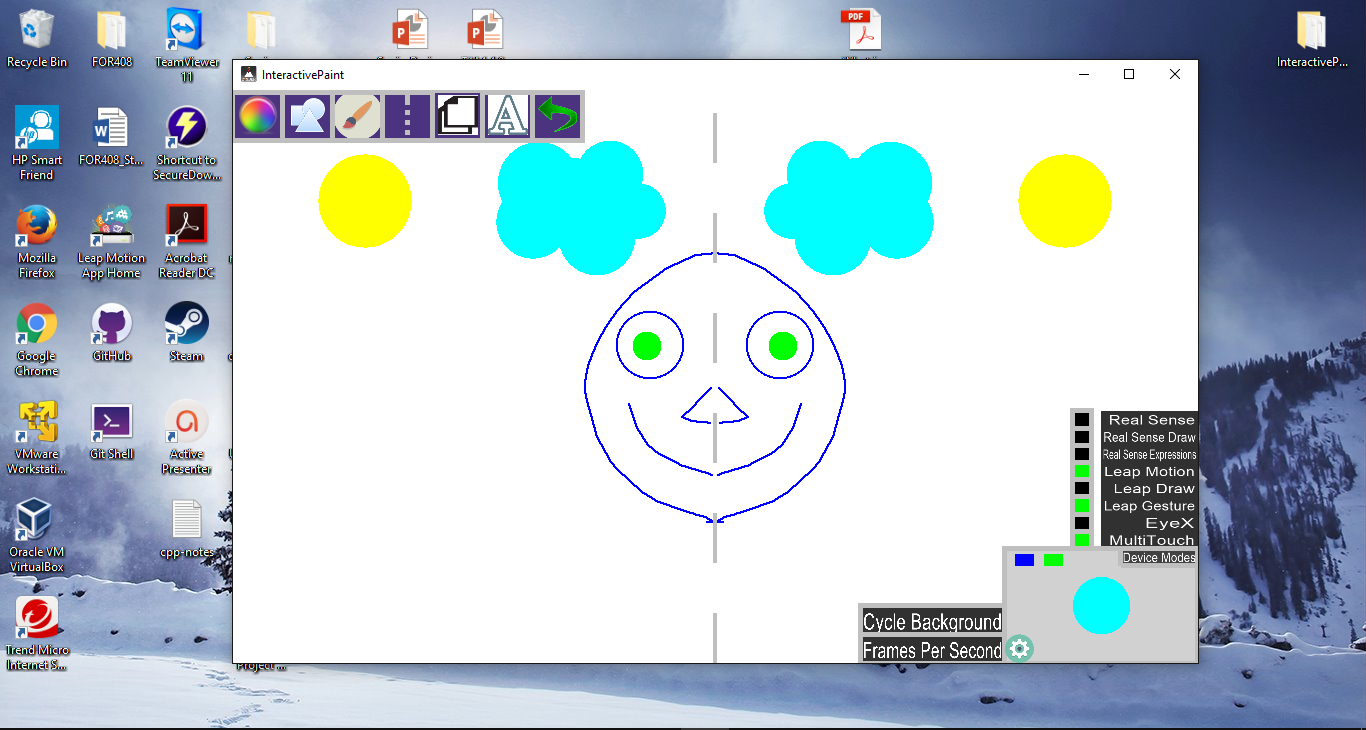 Recycle Bin
FOR408
TeamViewer
11
PDF
InteractiveP...
InteractivePaint
HP Smart
Friend
FOR408_St...
Shortcut to
SecureDow...
Mozilla
Firefox
Leap Motion
App Home
Acrobat
Reader DC
Google
Chrome
GitHub
Steam
VMware
Workstati...
Git Shell
Active
Presenter
Oracle VM
VirtualBox
cpp-notes
Trend Micro
Internet S...
Project ...
Real Sense
Real Sense Draw
Real Sense Expressions
Leap Motion
Leap Draw
Leap Gesture
EyeX
MultiTouch
Device Modes
Cycle Background
Frames Per Second